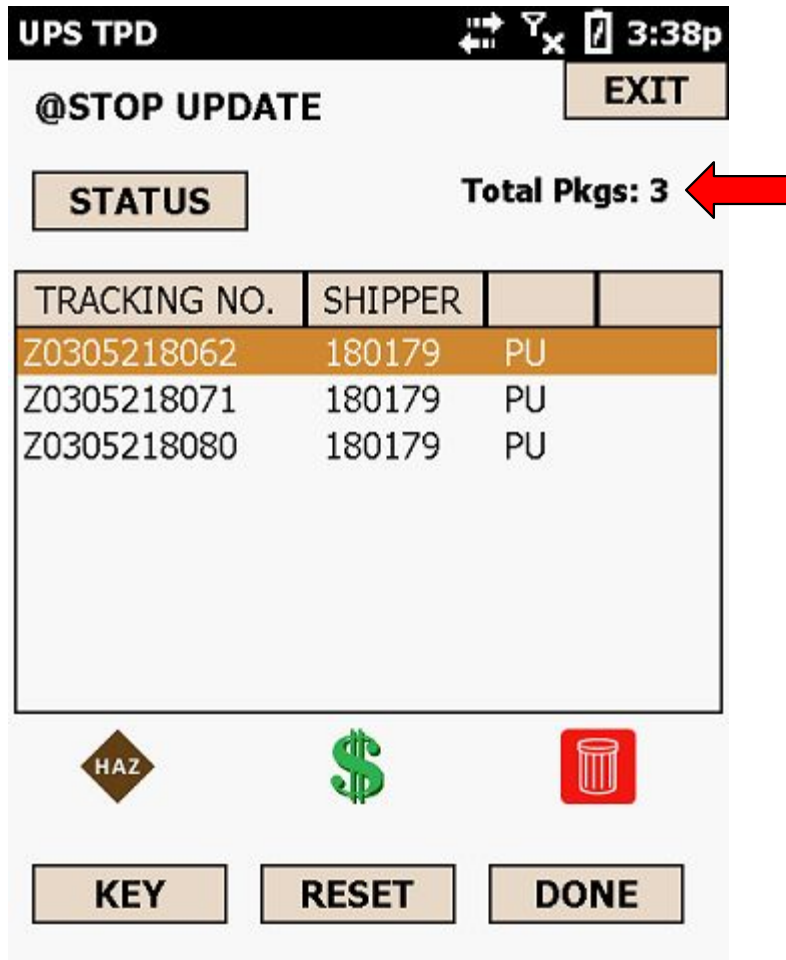 UPS TPD 3:38p
EXIT
@STOP UPDATE
STATUS Total Pkgs: 3
TRACKING NO. SHIPPER
Z0305218062 180179 PU
Z0305218071 180179 PU
Z0305218080 180179 PU
HAZ $
KEY RESET DONE